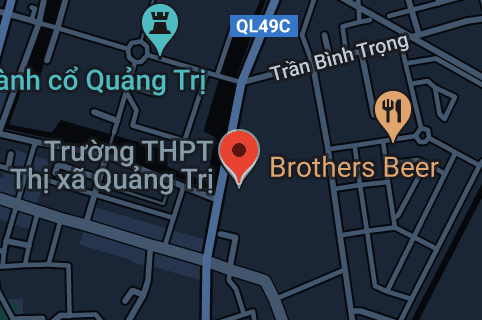 QL49C
Trần Bình Trọng
ành cổ Quảng Trị
Trường THPT
Thị xã Quảng Trị
Brothers Beer